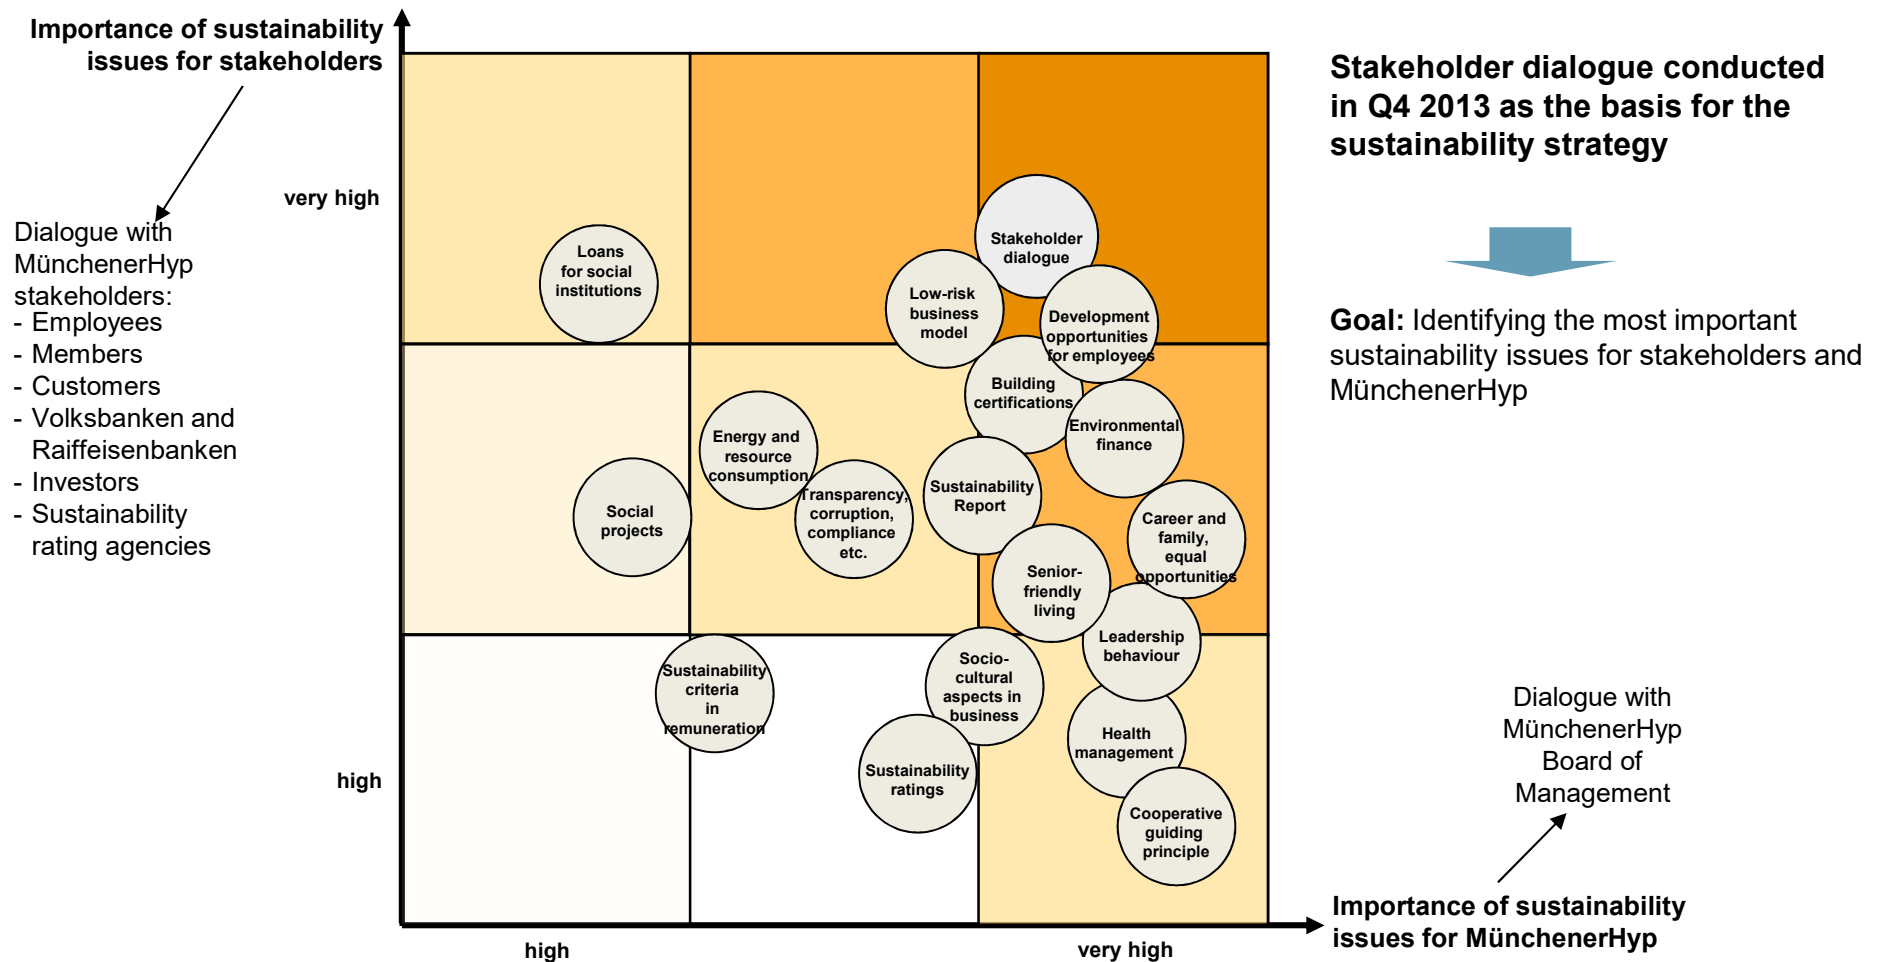 Importance of sustainability
issues for stakeholders
Stakeholder dialogue conducted
in Q4 2013 as the basis for the
sustainability strategy
very high
Dialogue with
MünchenerHyp
stakeholders:
- Employees
- Members
- Customers
- Volksbanken and
Raiffeisenbanken
- Investors
- Sustainability
rating agencies
Goal: Identifying the most important
sustainability issues for stakeholders and
MünchenerHyp
Loans
for social
institutions
Stakeholder
dialogue
Low-risk
business
model
Development
opportunities
for employees
Building
certifications
Environmental
finance
Energy and
resource
consumption
Transparency,
corruption,
compliance
etc.
Sustainability
Report
Social
projects
Career and
family,
equal
opportunities
Senior-
friendly
living
Leadership
behaviour
Sustainability
criteria
in
remuneration
Socio-
cultural
aspects in
business
Health
management
Sustainability
ratings
Cooperative
guiding
principle
high
Dialogue with
MünchenerHyp
Board of
Management
Importance of sustainability
issues for MünchenerHyp
high
very high